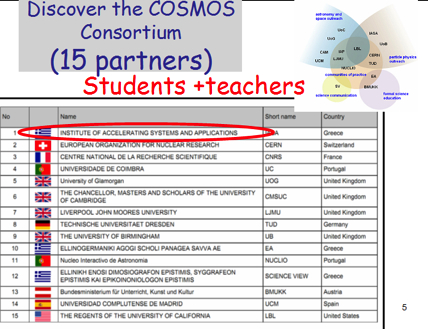 Discover the COSMOS
Consortium
(15 partners)
Students +teachers
astronomy and
space outreach
UoG
UvG
IASA
UoB
CAM
IHF
LBL
CERN
UCM
LJMU
TUD
particle physics
outreach
NUCLIO
communities of practice
EA
SV
BMUKK
science communication
formal science
education
No Name Short name Country
1 INSTITUTE OF ACCELERATING SYSTEMS AND APPLICATIONS Greece
2 EUROPEAN ORGANIZATION FOR NUCLEAR RESEARCH CERN Switzerland
3 CENTRE NATIONAL DE LA RECHERCHE SCIENTIFIQUE CNRS France
4 UNIVERSIDADE DE COIMBRA UC Portugal
5 University of Glamorgan UOG United Kingdom
6 THE CHANCELLOR, MASTERS AND SCHOLARS OF THE UNIVERSITY
OF CAMBRIDGE CMSUC United Kingdom
7 LIVERPOOL JOHN MOORES UNIVERSITY LJMU United Kingdom
8 TECHNISCHE UNIVERSITAET DRESDEN TUD Germany
9 THE UNIVERSITY OF BIRMINGHAM UB United Kingdom
10 ELLINOGERMANIKI AGOGI SCHOLI PANAGEA SAVVA AE EA Greece
11 Nucleo Interactivo de Astronomia NUCLIO Portugal
12 ELLINIKH ENOSI DIMOSIOGRAFON EPISTIMIS, SYGGRAFEON
EPISTIMIS KAI EPIKOINONIOLOGON EPISTIMIS SCIENCE VIEW Greece
13 Bundesministerium für Unterricht, Kunst und Kultur BMUKK Austria
14 UNIVERSIDAD COMPLUTENSE DE MADRID UCM Spain
15 THE REGENTS OF THE UNIVERSITY OF CALIFORNIA LBL United States
5